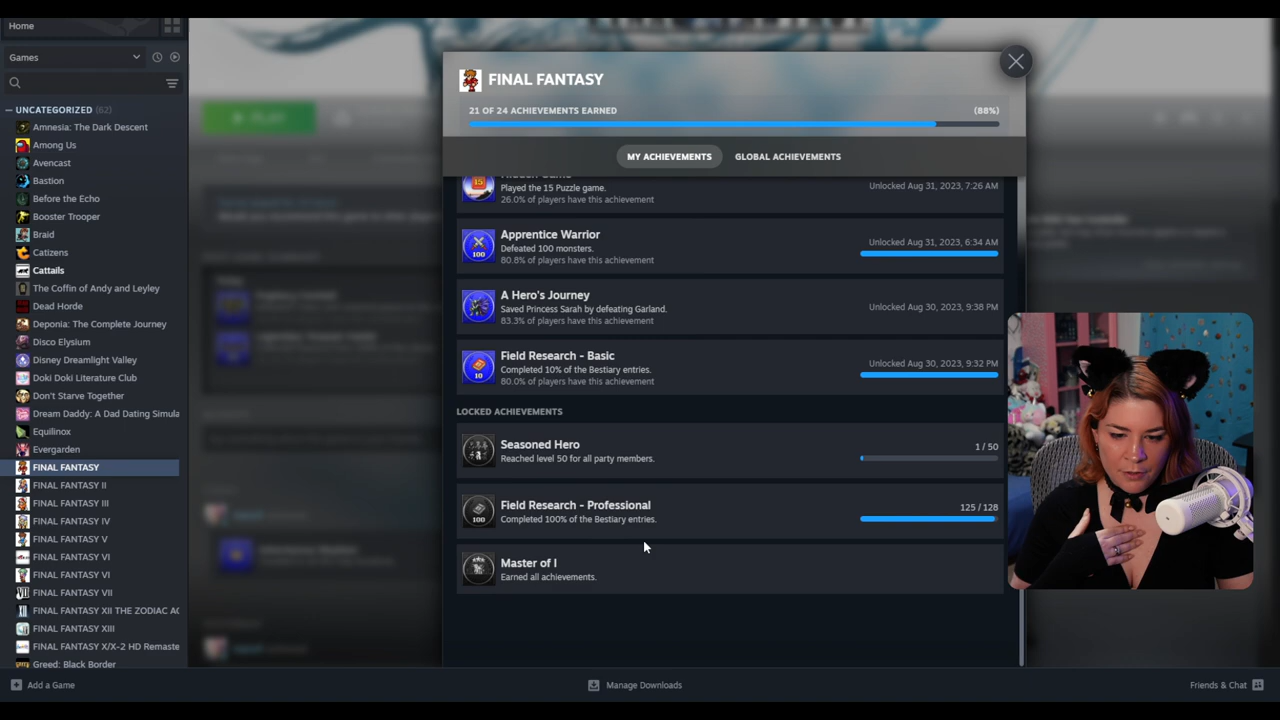 Home
Games
UNCATEGORIZED (62)
Amnesia: The Dark Descent
Among Us
Avencast
Bastion
Before the Echo
Booster Trooper
Braid
Catizens
Cattails
The Coffin of Andy and Leyley
Dead Horde
Deponia: The Complete Journey
Disco Elysium
Disney Dreamlight Valley
Doki Doki Literature Club
Don't Starve Together
Dream Daddy: A Dad Dating Simula
Equilinox
Evergarden
FINAL FANTASY
FINAL FANTASY II
FINAL FANTASY III
FINAL FANTASY IV
FINAL FANTASY V
FINAL FANTASY VI
FINAL FANTASY VI
FINAL FANTASY VII
FINAL FANTASY XII THE ZODIAC AG
FINAL FANTASY XIII
FINAL FANTASY X/X-2 HD Remaste
Greed: Black Border
Add a Game
FINAL FANTASY
21 OF 24 ACHIEVEMENTS EARNED (88%)
MY ACHIEVEMENTS GLOBAL ACHIEVEMENTS
Hidden Game
Played the 15 Puzzle game.
26.0% of players have this achievement
Unlocked Aug 31, 2023, 7:26 AM
15
Apprentice Warrior
Defeated 100 monsters.
80.8% of players have this achievement
Unlocked Aug 31, 2023, 6:34 AM
100
A Hero's Journey
Saved Princess Sarah by defeating Garland.
83.3% of players have this achievement
Unlocked Aug 30, 2023, 9:38 PM
Field Research - Basic
Completed 10% of the Bestiary entries.
80.0% of players have this achievement
Unlocked Aug 30, 2023, 9:32 PM
10
LOCKED ACHIEVEMENTS
Seasoned Hero
Reached level 50 for all party members.
1 / 50
Field Research - Professional
Completed 100% of the Bestiary entries.
125 / 128
100
Master of I
Earned all achievements.
Manage Downloads
Friends & Chat